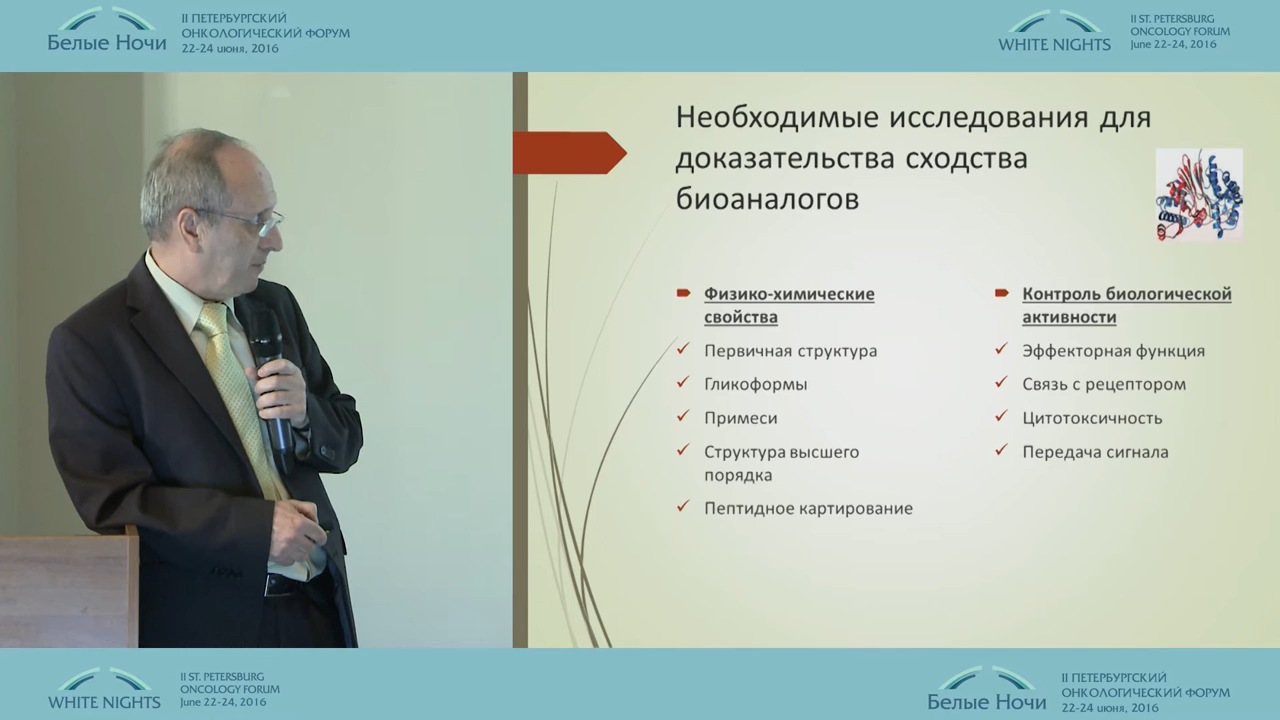 Белые Ночи
II ПЕТЕРБУРГСКИЙ
ОНКОЛОГИЧЕСКИЙ ФОРУМ
22-24 июня, 2016
WHITE NIGHTS
II ST. PETERSBURG
ONCOLOGY FORUM
June 22-24, 2016
Необходимые исследования для
доказательства сходства
биоаналогов
Физико-химические
свойства
Первичная структура
Гликоформы
Примеси
Структура высшего
порядка
Пептидное картирование
Контроль биологической
активности
Эффекторная функция
Связь с рецептором
Цитотоксичность
Передача сигнала
WHITE NIGHTS
II ST. PETERSBURG
ONCOLOGY FORUM
June 22-24, 2016
Белые Ночи
II ПЕТЕРБУРГСКИЙ
ОНКОЛОГИЧЕСКИЙ ФОРУМ
22-24 июня, 2016